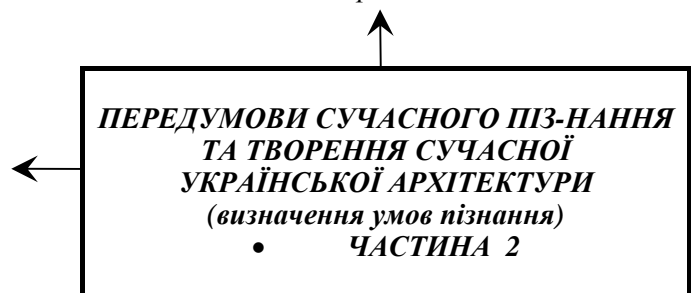 ПЕРЕДУМОВИ СУЧАСНОГО ПІЗ-НАННЯ
ТА ТВОРЕННЯ СУЧАСНОЇ
УКРАЇНСЬКОЇ АРХІТЕКТУРИ
(визначення умов пізнання)
• ЧАСТИНА 2